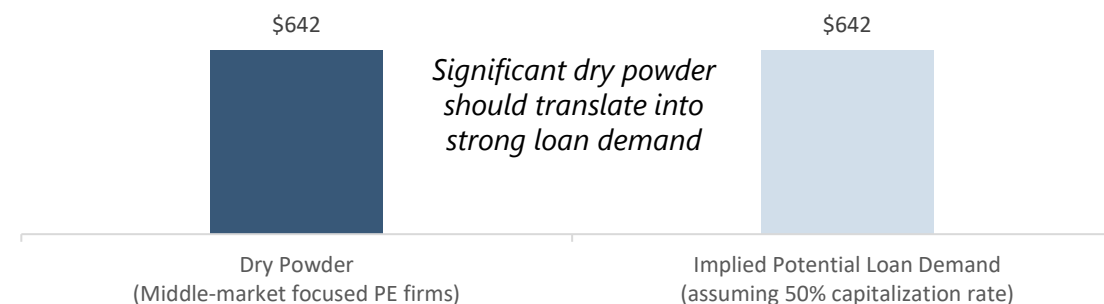 $642
$642
Significant dry powder
should translate into
strong loan demand
Dry Powder
(Middle-market focused PE firms)
Implied Potential Loan Demand
(assuming 50% capitalization rate)